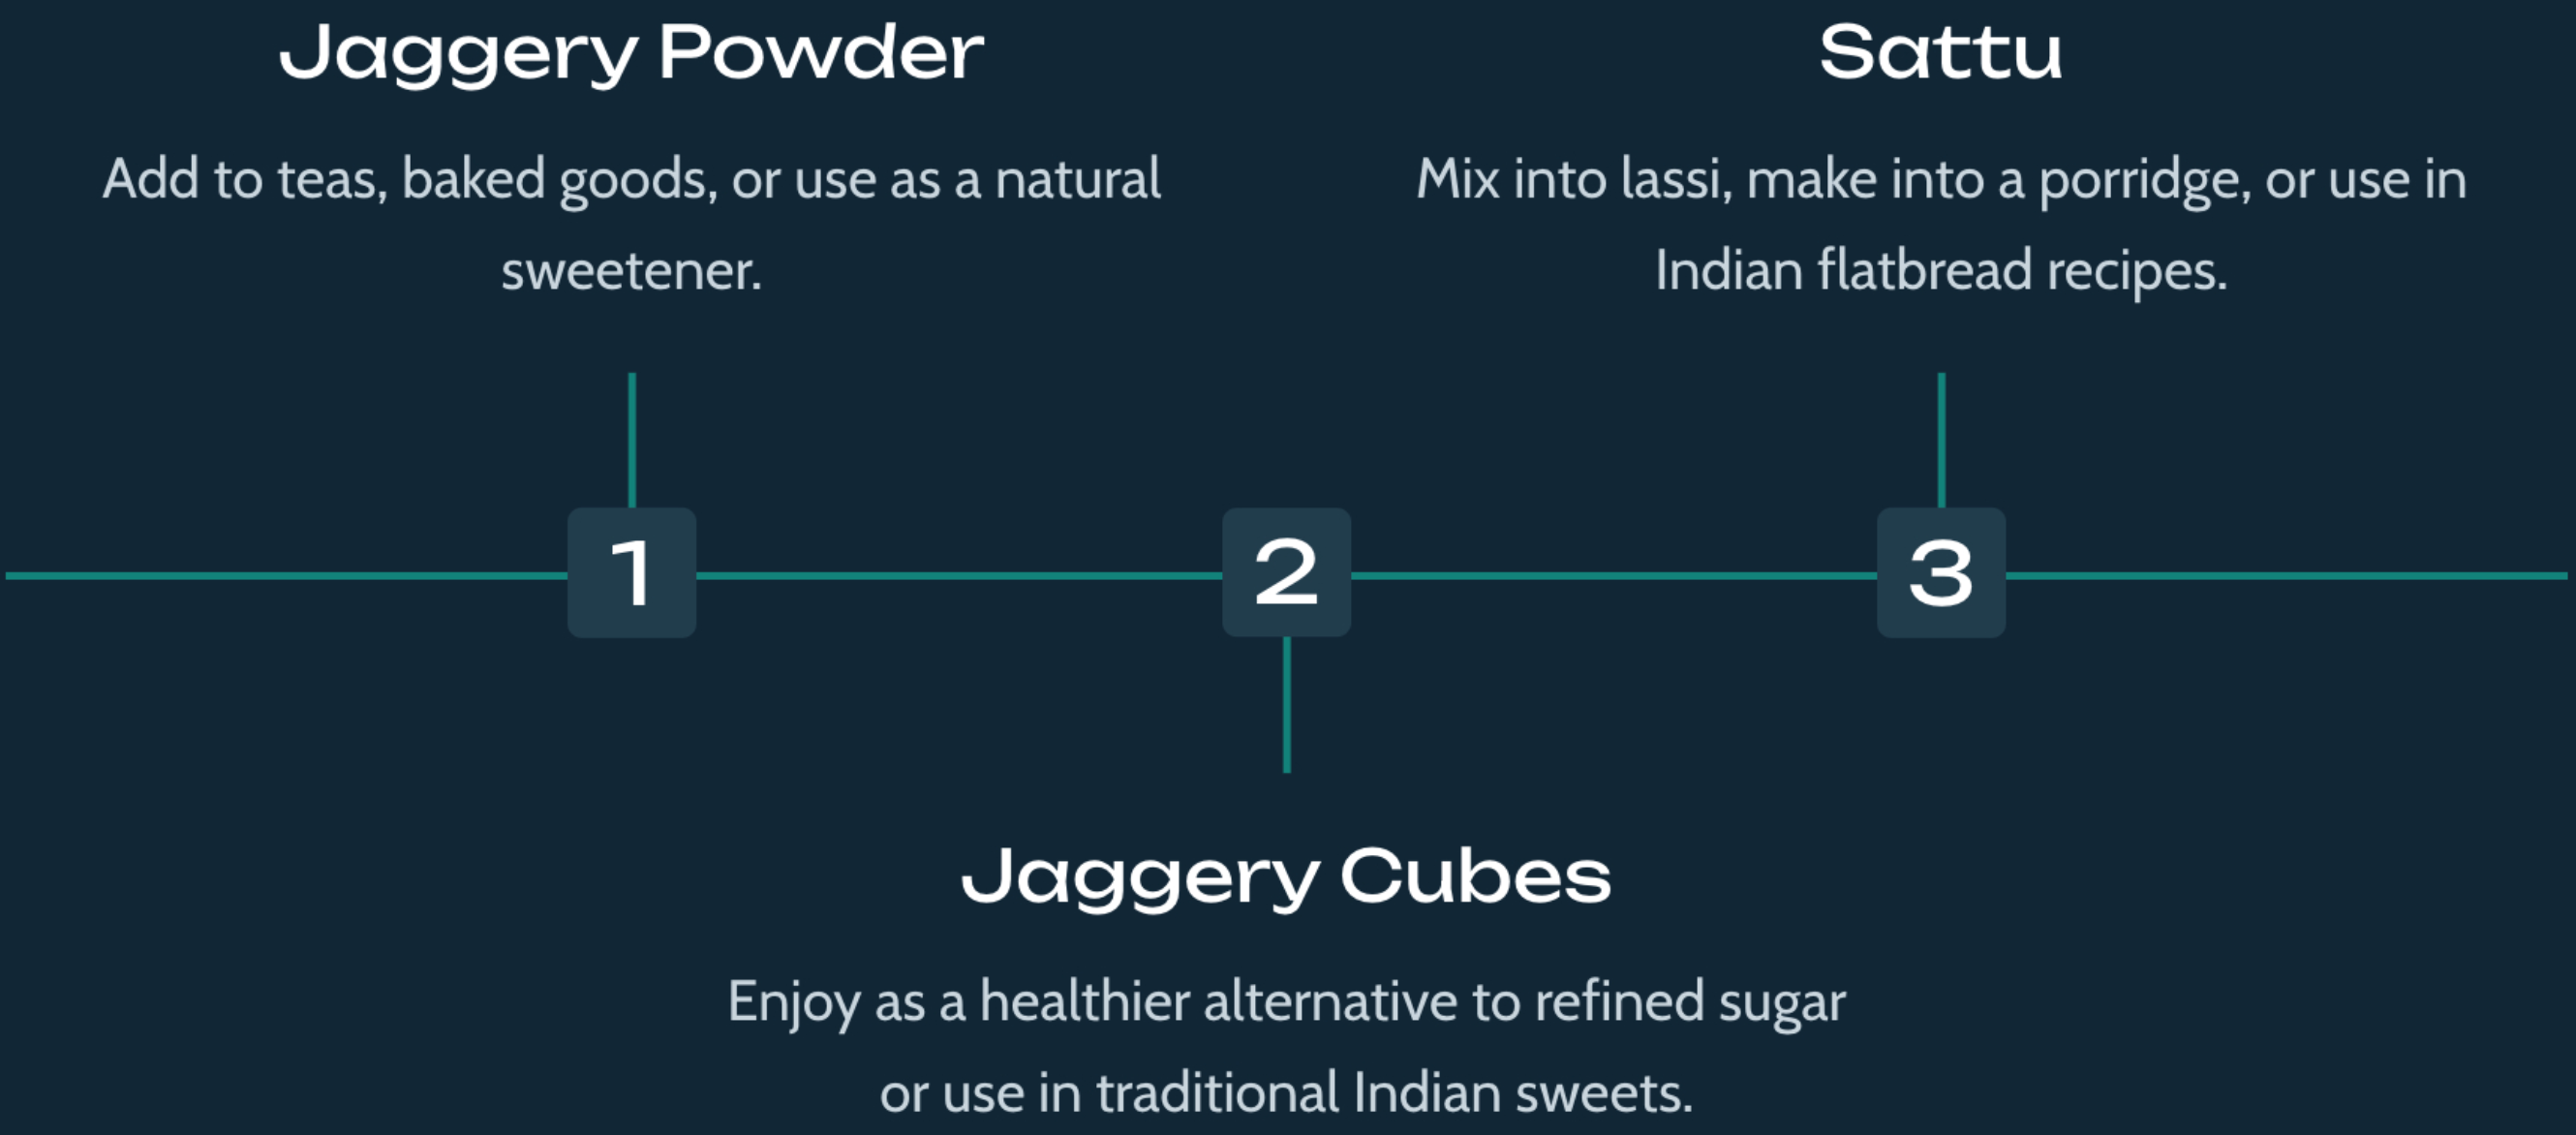 Jaggery Powder
Add to teas, baked goods, or use as a natural
sweetener.
Sattu
Mix into lassi, make into a porridge, or use in
Indian flatbread recipes.
1
2
3
Jaggery Cubes
Enjoy as a healthier alternative to refined sugar
or use in traditional Indian sweets.